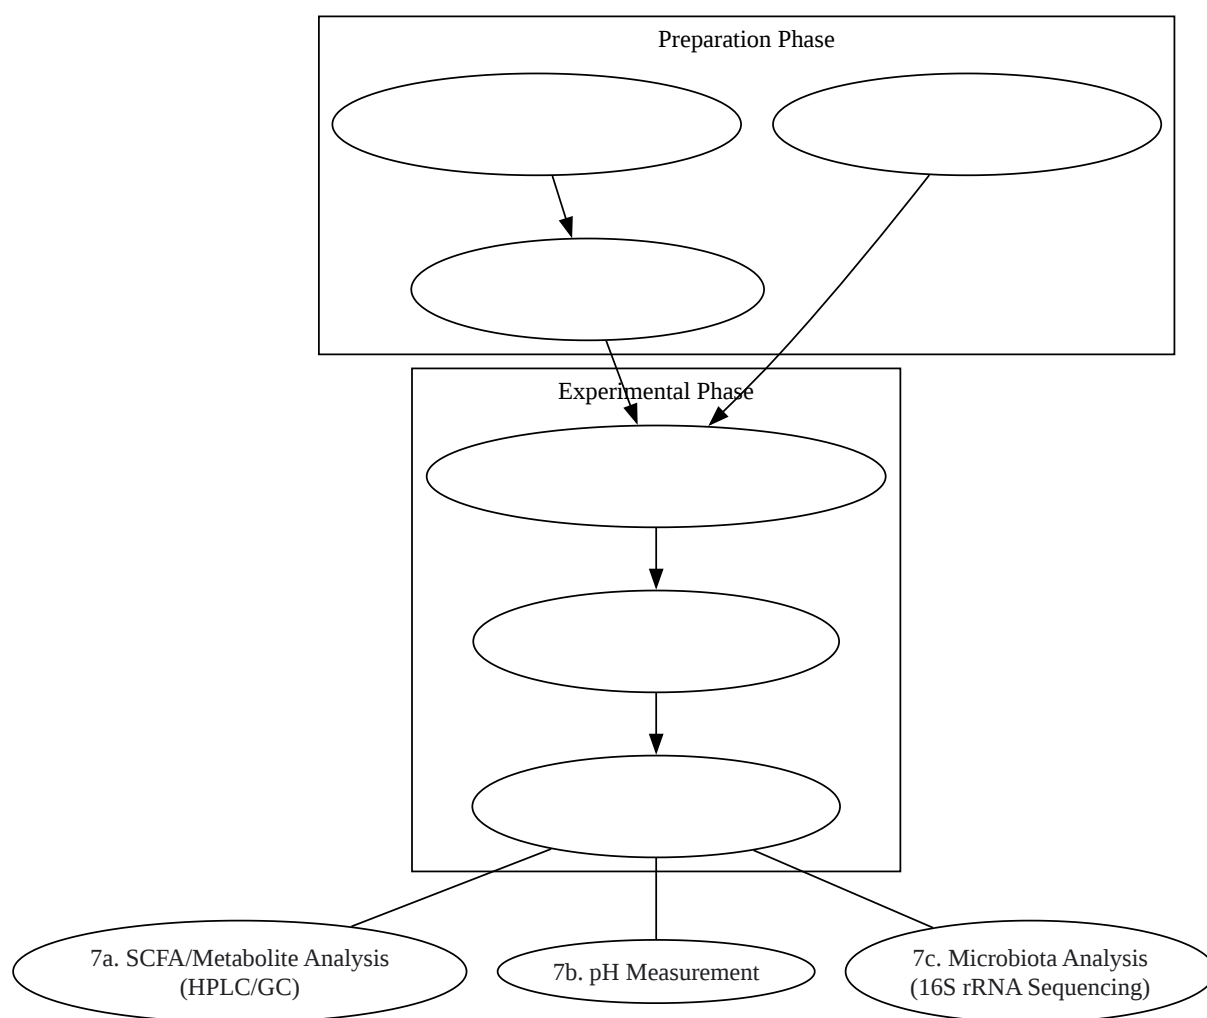 Preparation Phase
Experimental Phase
7a. SCFA/Metabolite Analysis
(HPLC/GC)
7b. pH Measurement
7c. Microbiota Analysis
(16S rRNA Sequencing)